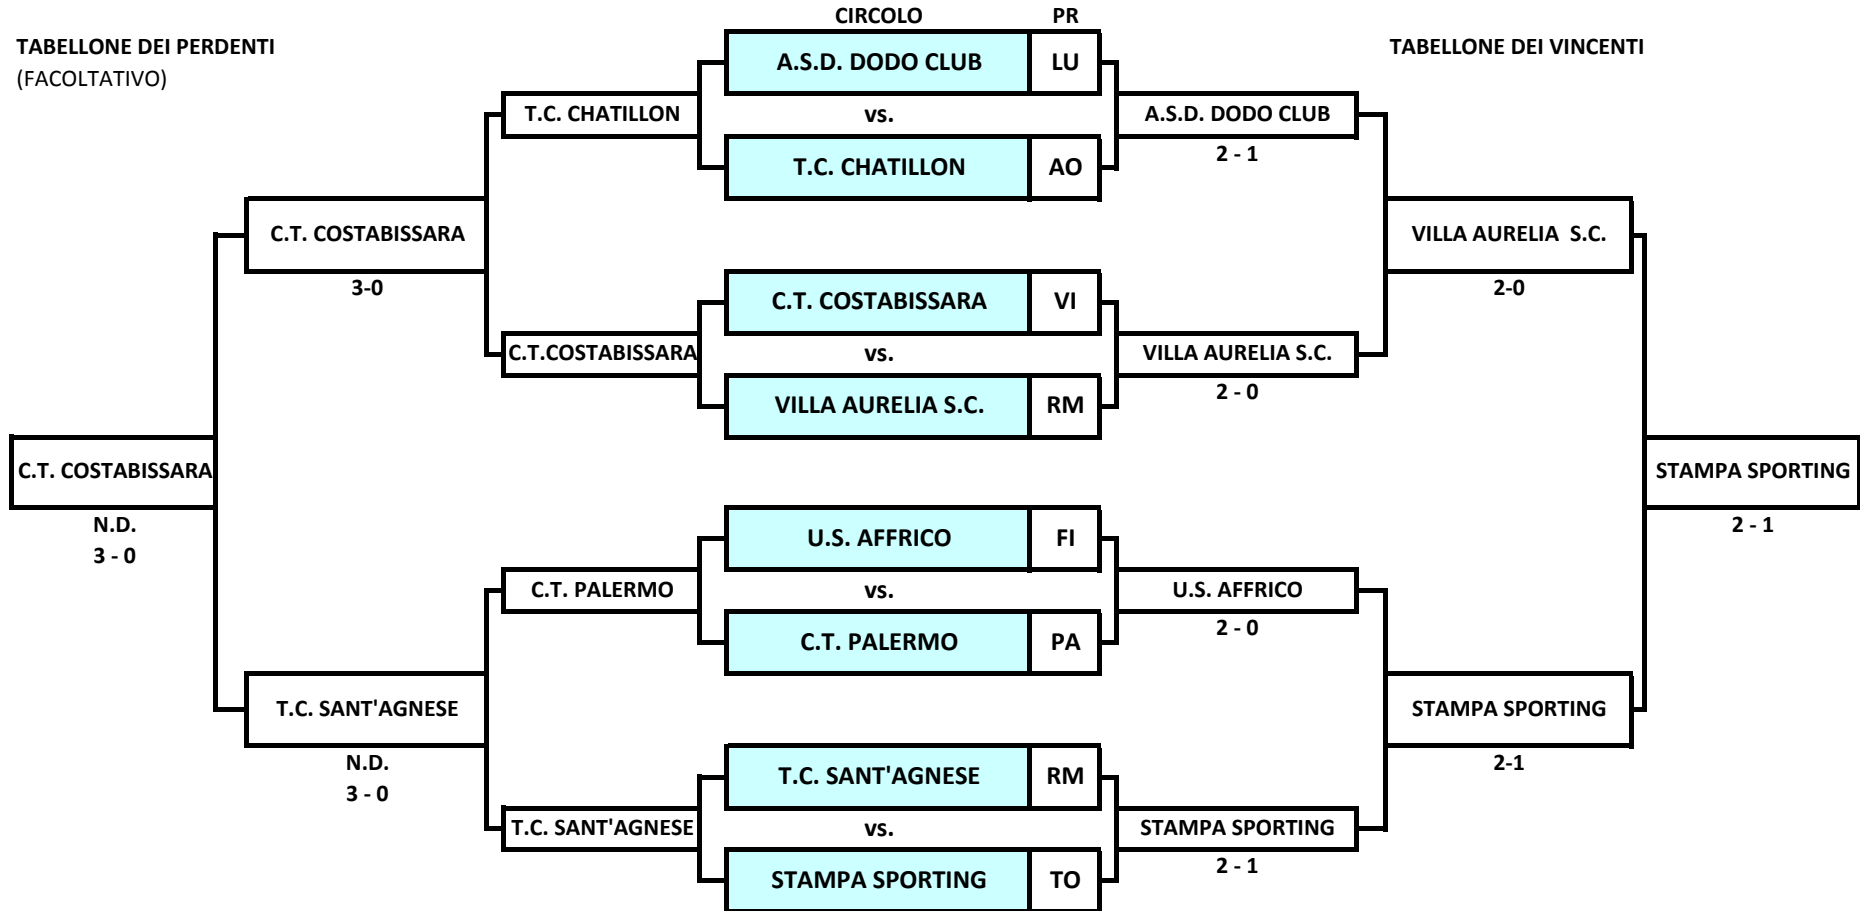 CIRCOLO PR
TABELLONE DEI PERDENTI
(FACOLTATIVO)
TABELLONE DEI VINCENTI
A.S.D. DODO CLUB LU
T.C. CHATILLON
vs.
A.S.D. DODO CLUB
2 - 1
T.C. CHATILLON AO
C.T. COSTABISSARA
3-0
VILLA AURELIA  S.C.
2-0
C.T. COSTABISSARA VI
C.T.COSTABISSARA
vs.
VILLA AURELIA S.C.
2 - 0
VILLA AURELIA S.C. RM
C.T. COSTABISSARA
N.D.
3 - 0
STAMPA SPORTING
2 - 1
U.S. AFFRICO FI
C.T. PALERMO
vs.
U.S. AFFRICO
2 - 0
C.T. PALERMO PA
T.C. SANT'AGNESE
N.D.
3 - 0
STAMPA SPORTING
2-1
T.C. SANT'AGNESE RM
T.C. SANT'AGNESE
vs.
STAMPA SPORTING
2 - 1
STAMPA SPORTING TO